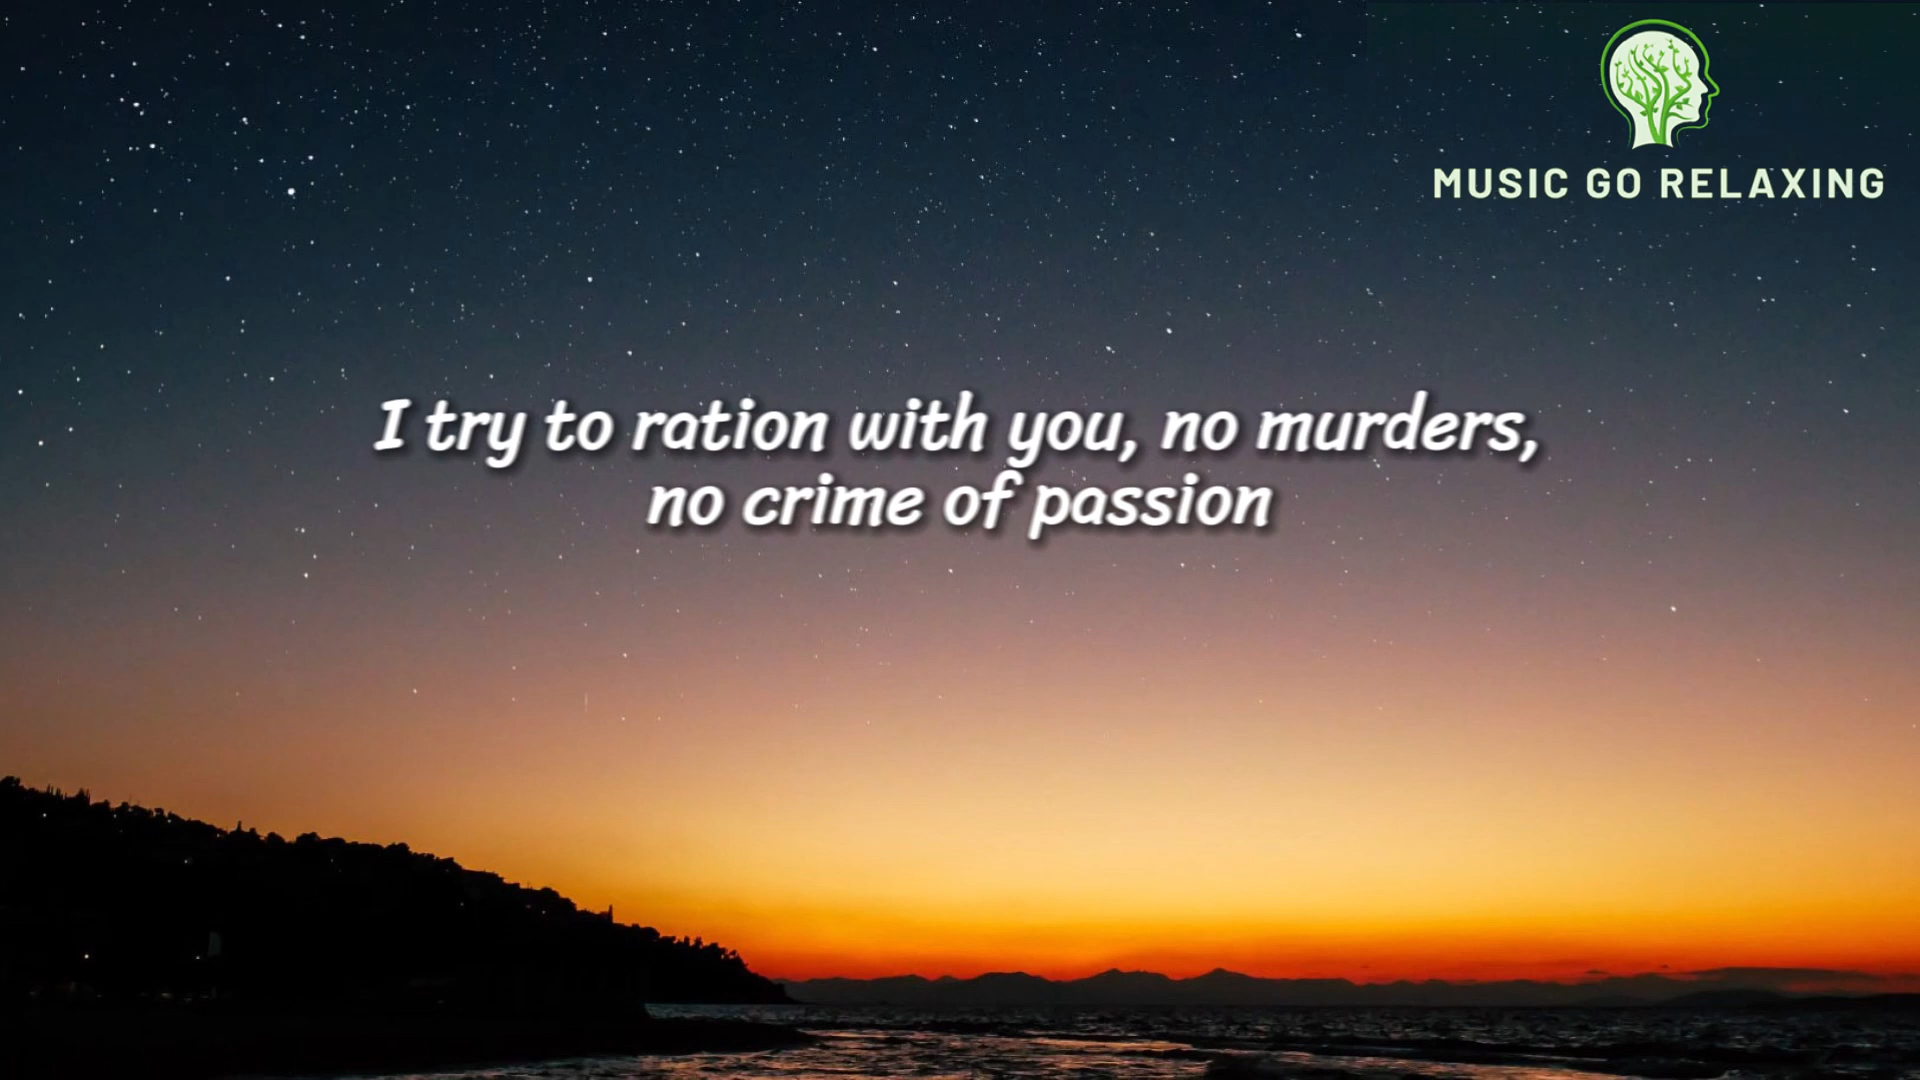 MUSIC GO RELAXING
I try to ration with you, no murders,
no crime of passion